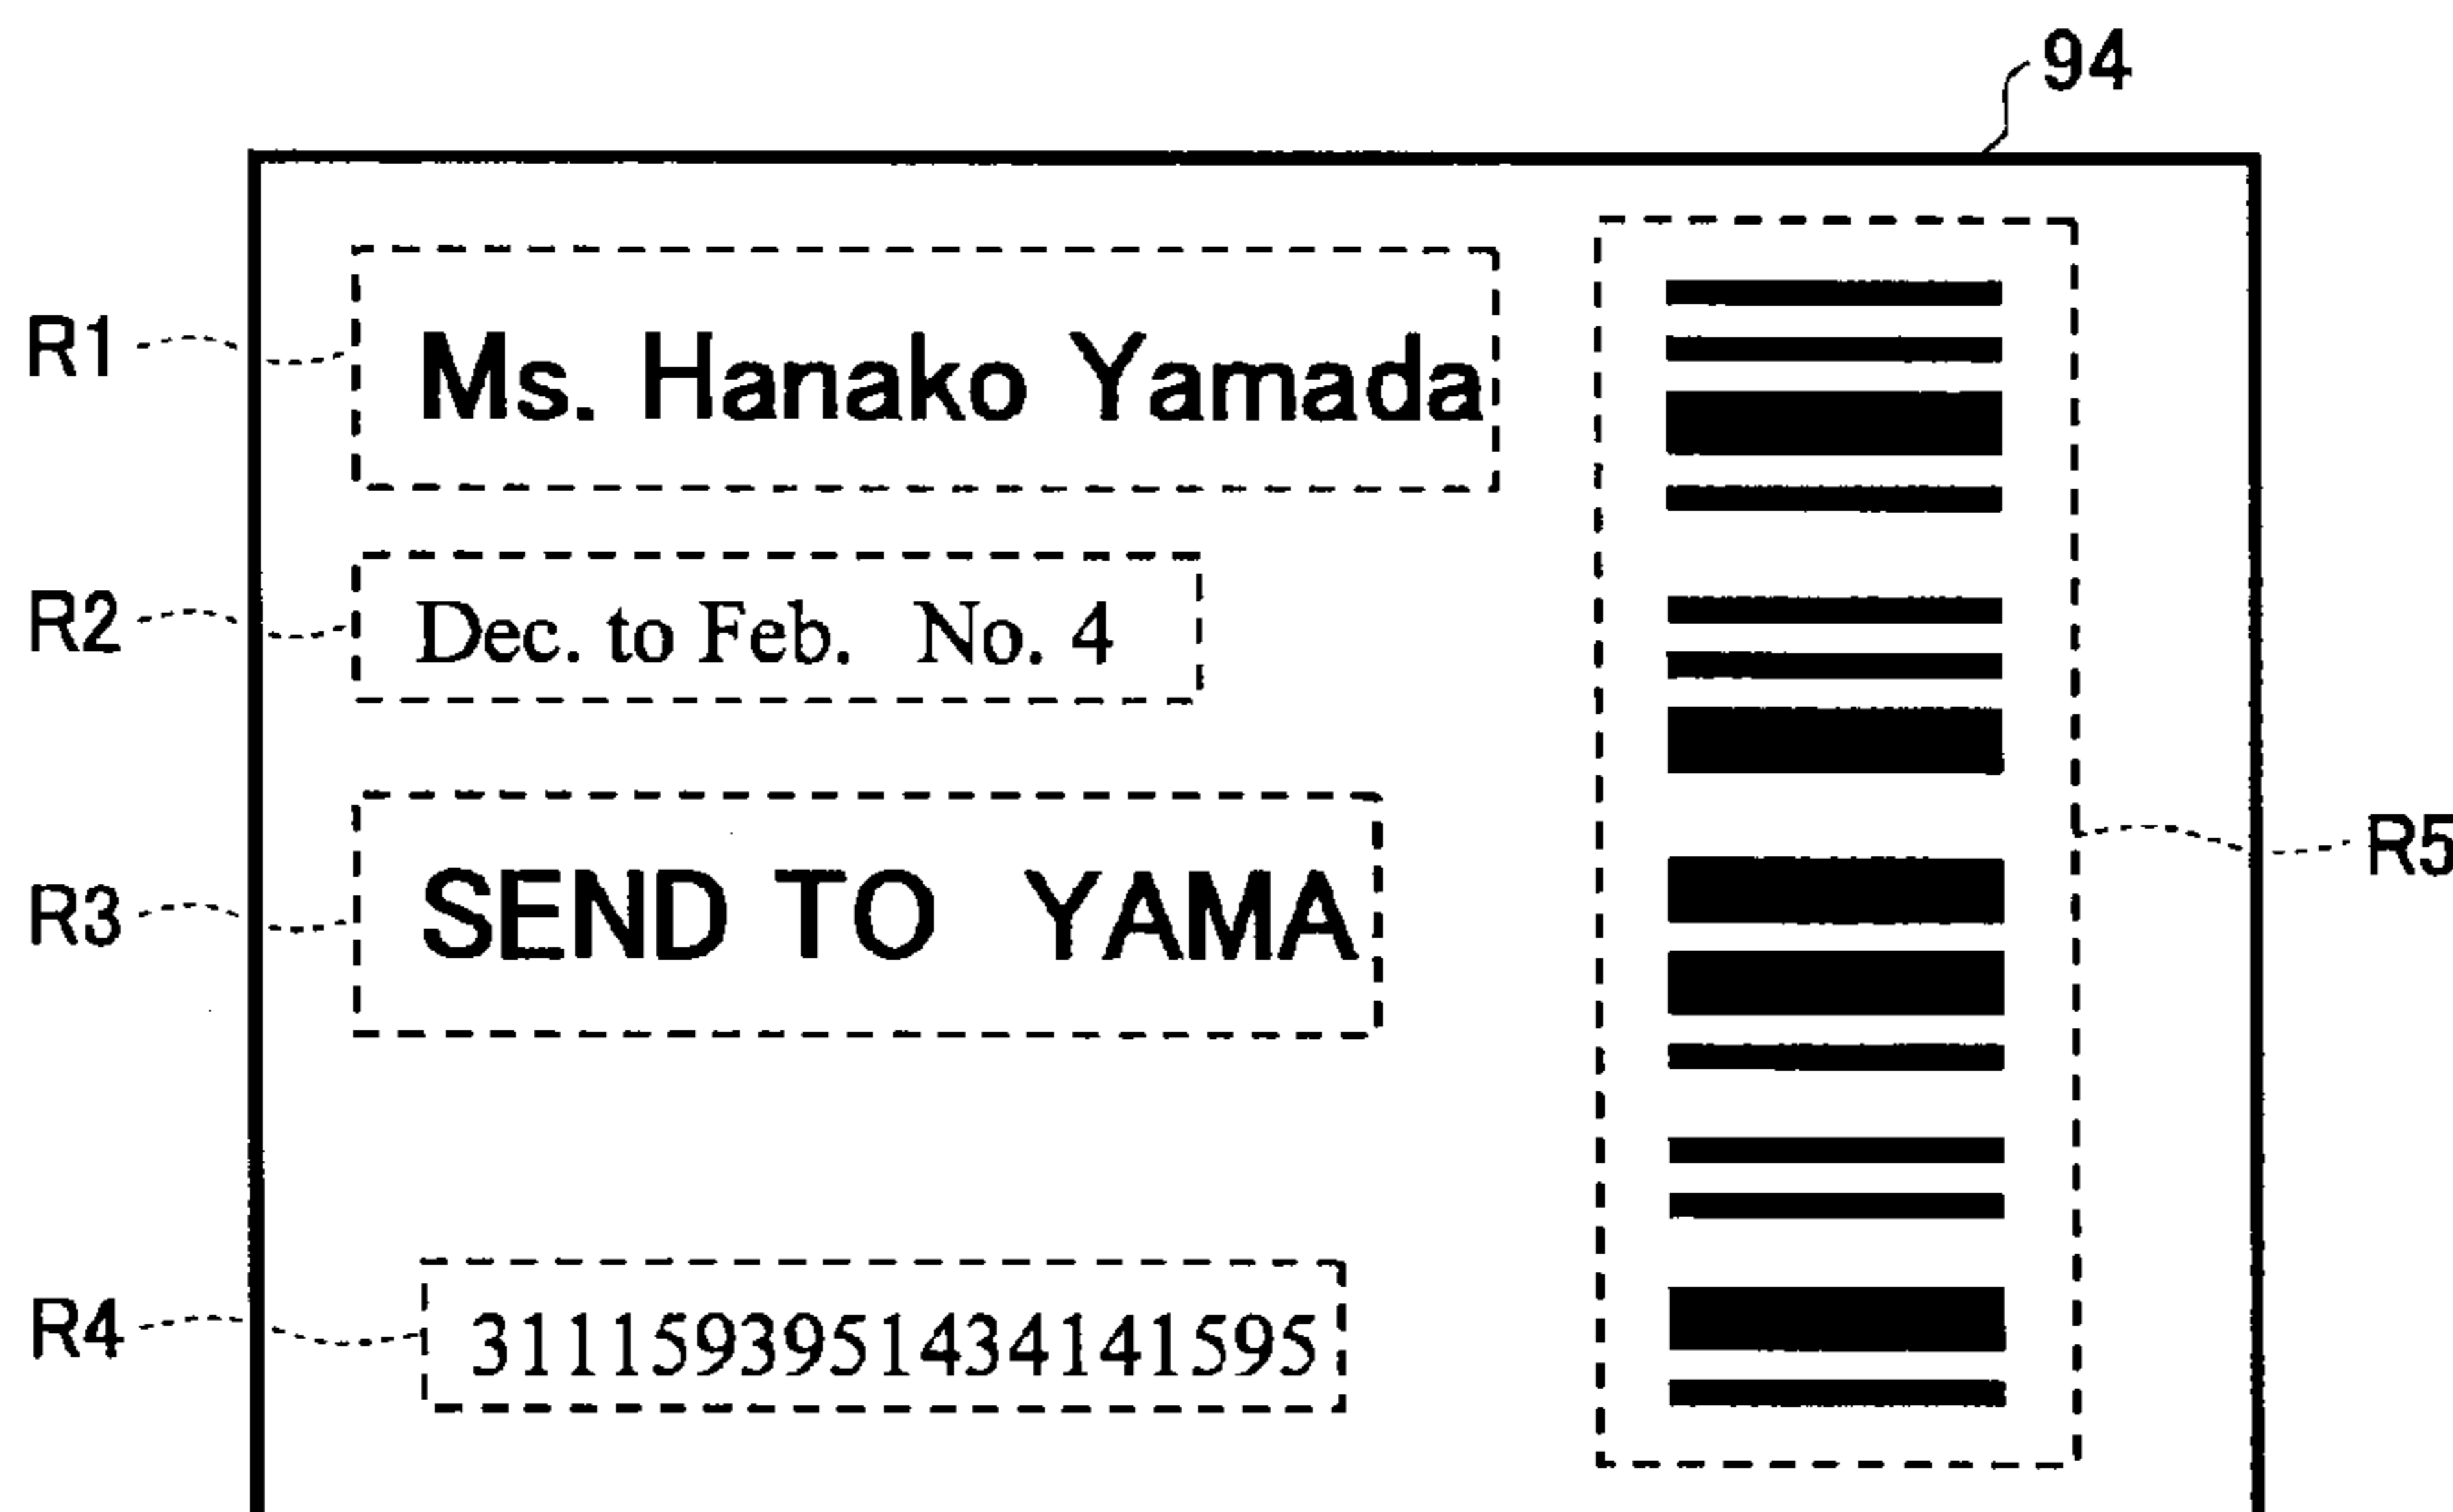 94
R1 Ms. Hanako Yamada
R2 Dec. to Feb. No. 4
R3 SEND TO YAMA
R5
R4 3111593951434141595